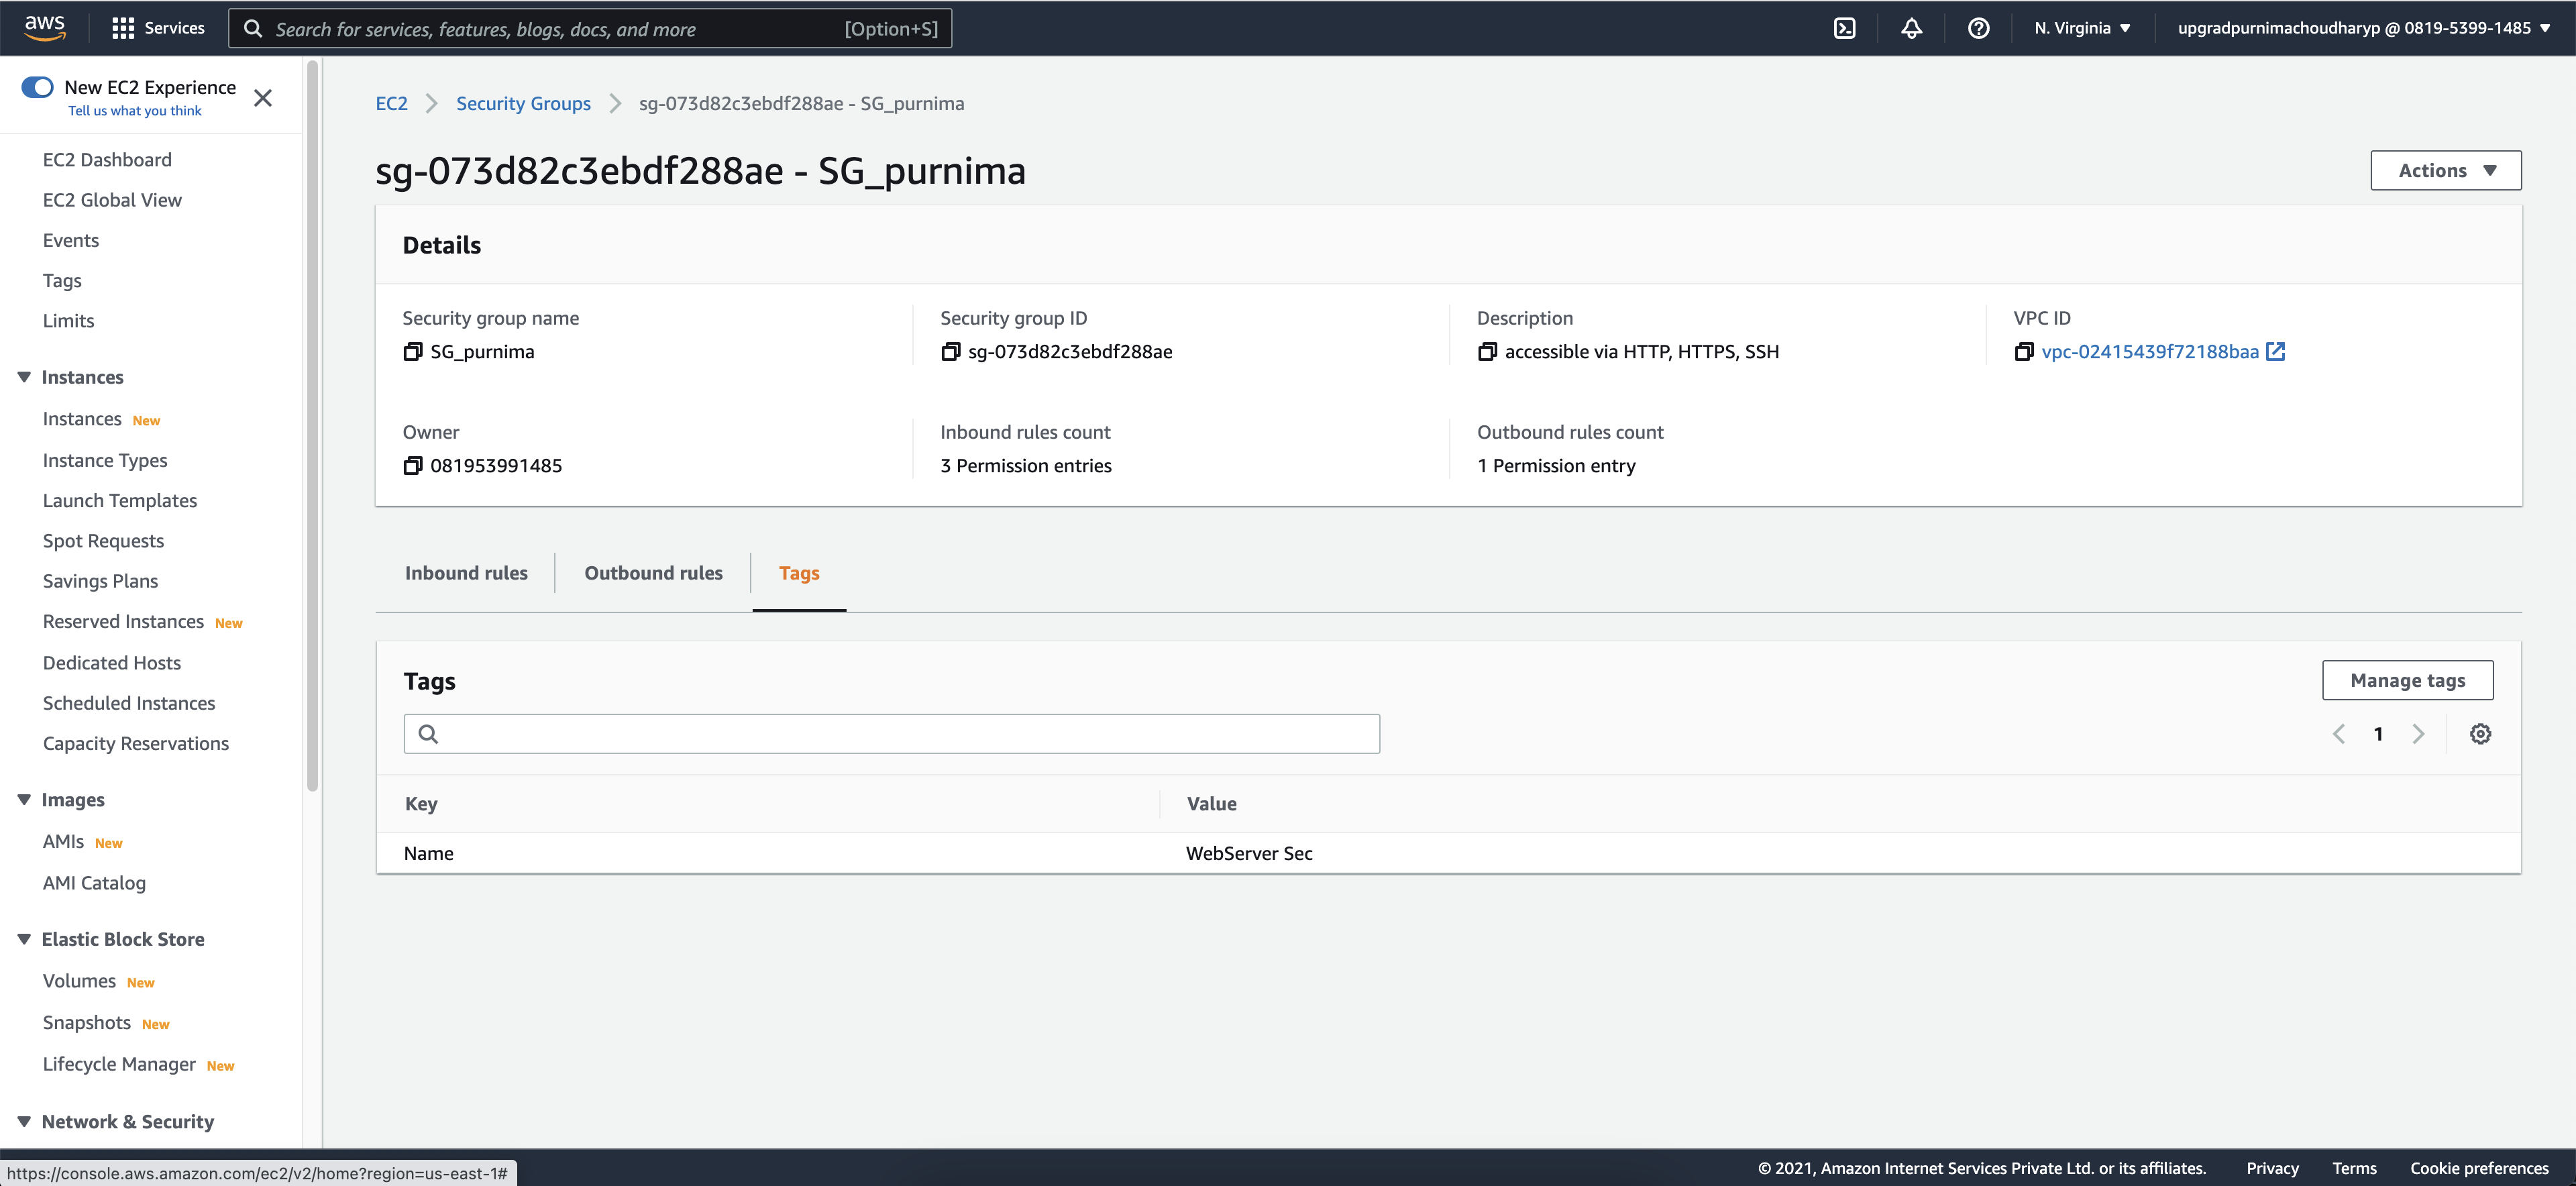 aws
Services
Search for services, features, blogs, docs, and more [Option+S]
N. Virginia
upgradpurnimachoudharyp @ 0819-5399-1485
New EC2 Experience
Tell us what you think
EC2 Dashboard
EC2 Global View
Events
Tags
Limits
Instances
Instances New
Instance Types
Launch Templates
Spot Requests
Savings Plans
Reserved Instances New
Dedicated Hosts
Scheduled Instances
Capacity Reservations
Images
AMIs New
AMI Catalog
Elastic Block Store
Volumes New
Snapshots New
Lifecycle Manager New
Network & Security
EC2 > Security Groups > sg-073d82c3ebdf288ae - SG_purnima
sg-073d82c3ebdf288ae - SG_purnima
Actions
Details
Security group name
SG_purnima
Security group ID
sg-073d82c3ebdf288ae
Description
accessible via HTTP, HTTPS, SSH
VPC ID
vpc-02415439f72188baa
Owner
081953991485
Inbound rules count
3 Permission entries
Outbound rules count
1 Permission entry
Inbound rules
Outbound rules
Tags
Tags
Manage tags
1
Key Value
Name WebServer Sec
https://console.aws.amazon.com/ec2/v2/home?region=us-east-1#
© 2021, Amazon Internet Services Private Ltd. or its affiliates.
Privacy
Terms
Cookie preferences